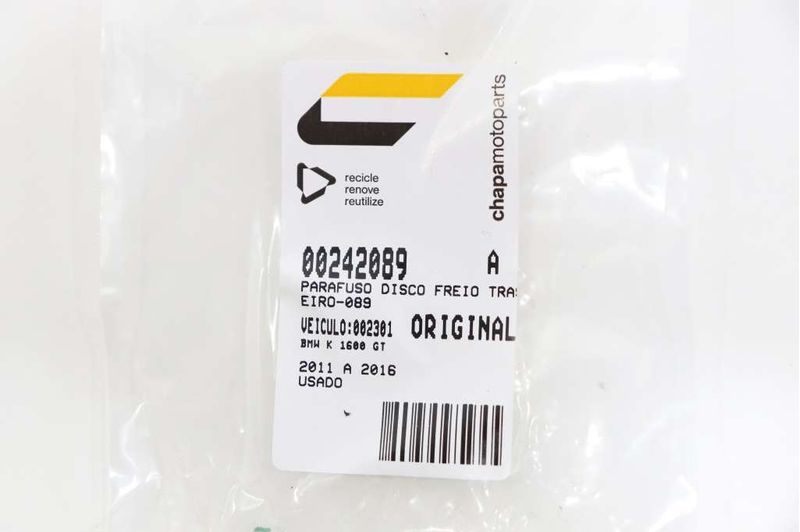 chapamotoparts
recicle
renove
reutilize
00242089 A
PARAFUSO DISCO FREIO TRAS
EIRO-089
VEICULO:002301 ORIGINAL
BMW K 1600 GT
2011 A 2016
USADO